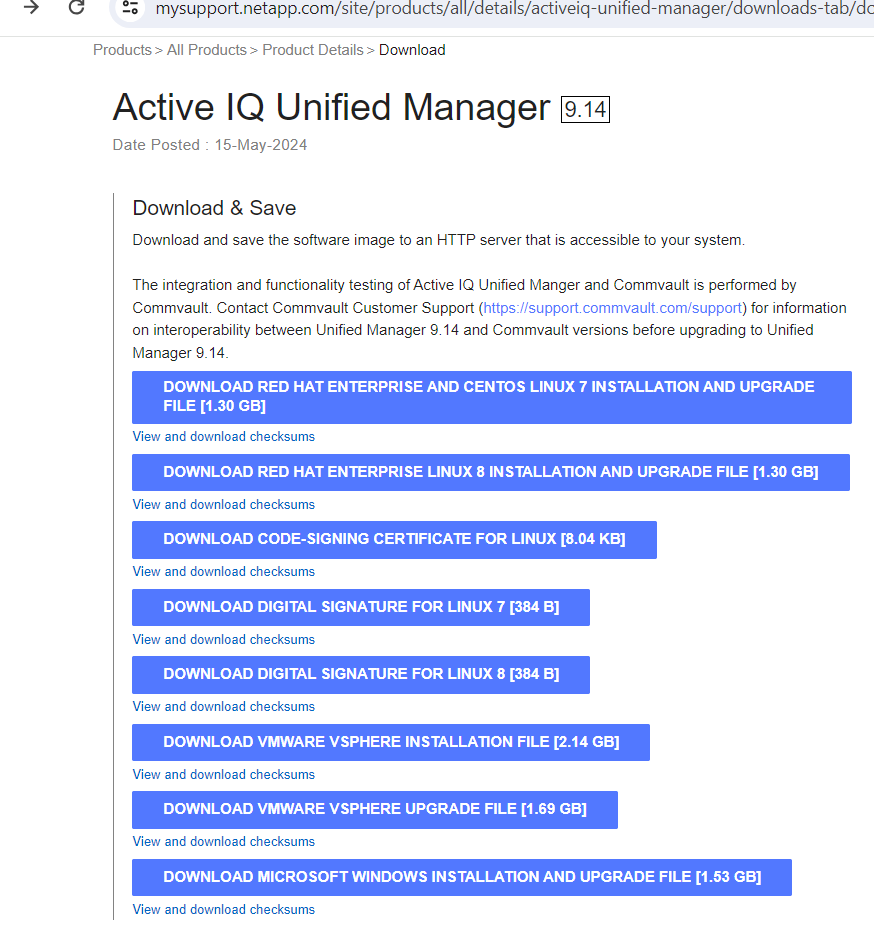 mysupport.netapp.com/site/products/all/details/activeiq-unified-manager/downloads-tab/do
Products > All Products > Product Details > Download
Active IQ Unified Manager 9.14
Date Posted : 15-May-2024
Download & Save
Download and save the software image to an HTTP server that is accessible to your system.
The integration and functionality testing of Active IQ Unified Manger and Commvault is performed by
Commvault. Contact Commvault Customer Support (https://support.commvault.com/support) for information
on interoperability between Unified Manager 9.14 and Commvault versions before upgrading to Unified
Manager 9.14.
DOWNLOAD RED HAT ENTERPRISE AND CENTOS LINUX 7 INSTALLATION AND UPGRADE
FILE [1.30 GB]
View and download checksums
DOWNLOAD RED HAT ENTERPRISE LINUX 8 INSTALLATION AND UPGRADE FILE [1.30 GB]
View and download checksums
DOWNLOAD CODE-SIGNING CERTIFICATE FOR LINUX [8.04 KB]
View and download checksums
DOWNLOAD DIGITAL SIGNATURE FOR LINUX 7 [384 B]
View and download checksums
DOWNLOAD DIGITAL SIGNATURE FOR LINUX 8 [384 B]
View and download checksums
DOWNLOAD VMWARE VSPHERE INSTALLATION FILE [2.14 GB]
View and download checksums
DOWNLOAD VMWARE VSPHERE UPGRADE FILE [1.69 GB]
View and download checksums
DOWNLOAD MICROSOFT WINDOWS INSTALLATION AND UPGRADE FILE [1.53 GB]
View and download checksums